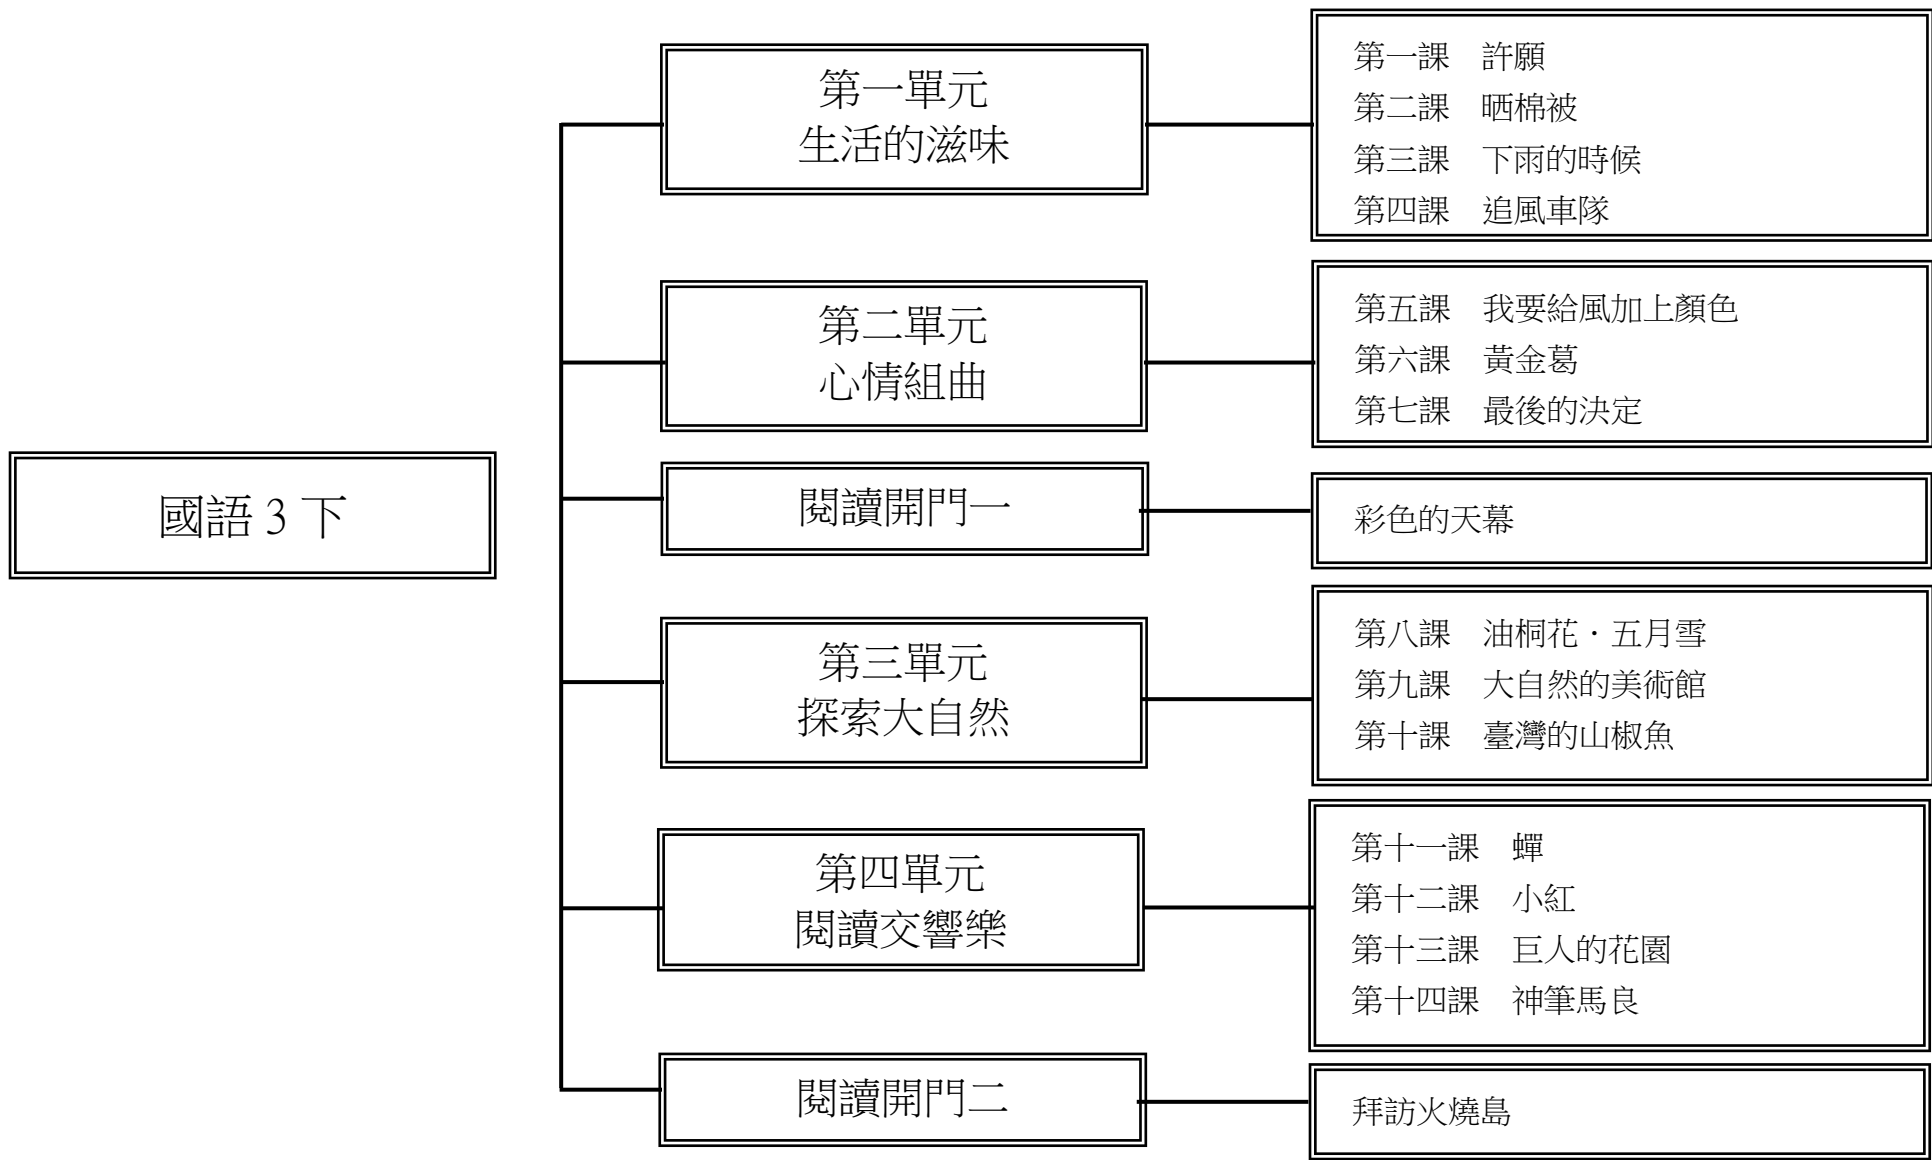 國語 3 下
第一單元
生活的滋味
第一課　許願
第二課　晒棉被
第三課　下雨的時候
第四課　追風車隊
第二單元
心情組曲
第五課　我要給風加上顏色
第六課　黃金葛
第七課　最後的決定
閱讀開門一
彩色的天幕
第三單元
探索大自然
第八課　油桐花．五月雪
第九課　大自然的美術館
第十課　臺灣的山椒魚
第四單元
閱讀交響樂
第十一課　蟬
第十二課　小紅
第十三課　巨人的花園
第十四課　神筆馬良
閱讀開門二
拜訪火燒島